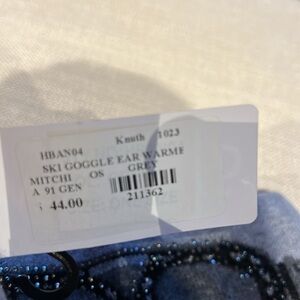 HBAN04 Knuth 1023
SKI GOGGLE EAR WARME
MITCHI OS GREY
A 91 GEN
$ 44.00 211362